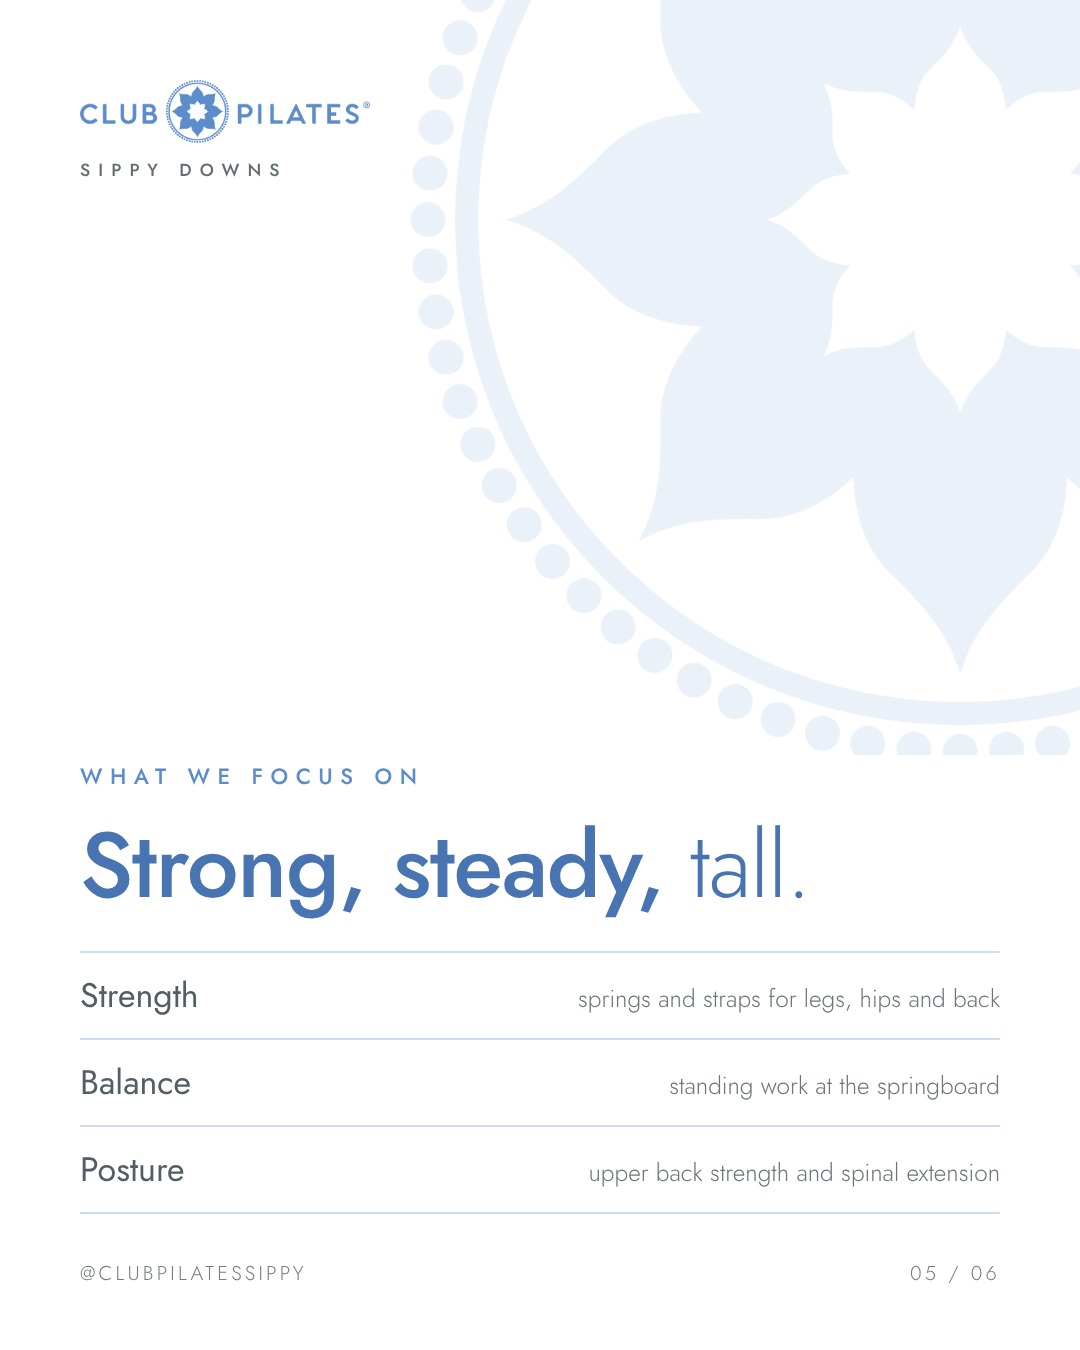 CLUB PILATES®
SIPPY DOWNS
WHAT WE FOCUS ON
Strong, steady, tall.
Strength springs and straps for legs, hips and back
Balance standing work at the springboard
Posture upper back strength and spinal extension
@CLUBPILATESSIPPY 05 / 06